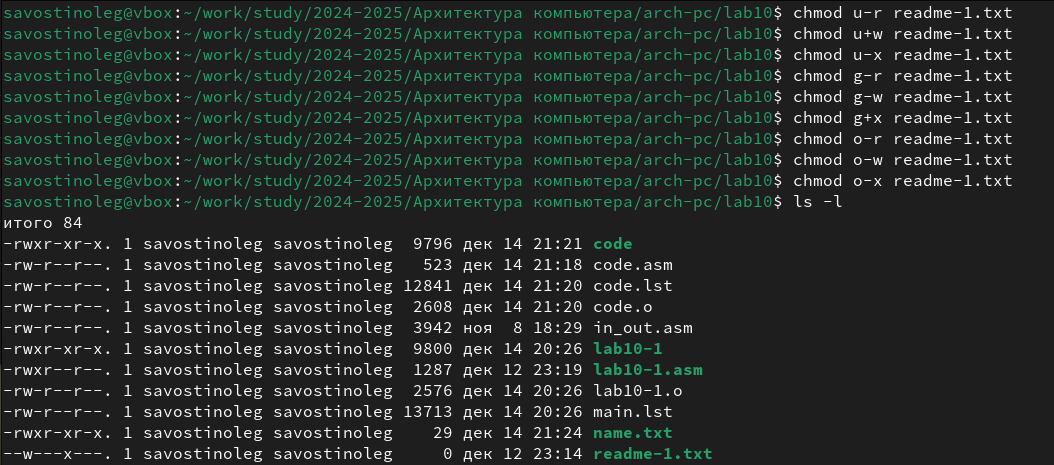 savostinoleg@vbox:~/work/study/2024-2025/Архитектура компьютера/arch-pc/lab10$ chmod u-r readme-1.txt
savostinoleg@vbox:~/work/study/2024-2025/Архитектура компьютера/arch-pc/lab10$ chmod u+w readme-1.txt
savostinoleg@vbox:~/work/study/2024-2025/Архитектура компьютера/arch-pc/lab10$ chmod u-x readme-1.txt
savostinoleg@vbox:~/work/study/2024-2025/Архитектура компьютера/arch-pc/lab10$ chmod g-r readme-1.txt
savostinoleg@vbox:~/work/study/2024-2025/Архитектура компьютера/arch-pc/lab10$ chmod g-w readme-1.txt
savostinoleg@vbox:~/work/study/2024-2025/Архитектура компьютера/arch-pc/lab10$ chmod g+x readme-1.txt
savostinoleg@vbox:~/work/study/2024-2025/Архитектура компьютера/arch-pc/lab10$ chmod o-r readme-1.txt
savostinoleg@vbox:~/work/study/2024-2025/Архитектура компьютера/arch-pc/lab10$ chmod o-w readme-1.txt
savostinoleg@vbox:~/work/study/2024-2025/Архитектура компьютера/arch-pc/lab10$ chmod o-x readme-1.txt
savostinoleg@vbox:~/work/study/2024-2025/Архитектура компьютера/arch-pc/lab10$ ls -l
итого 84
-rwxr-xr-x. 1 savostinoleg savostinoleg  9796 дек 14 21:21 code
-rw-r--r--. 1 savostinoleg savostinoleg   523 дек 14 21:18 code.asm
-rw-r--r--. 1 savostinoleg savostinoleg 12841 дек 14 21:20 code.lst
-rw-r--r--. 1 savostinoleg savostinoleg  2608 дек 14 21:20 code.o
-rw-r--r--. 1 savostinoleg savostinoleg  3942 ноя  8 18:29 in_out.asm
-rwxr-xr-x. 1 savostinoleg savostinoleg  9800 дек 14 20:26 lab10-1
-rwxr--r--. 1 savostinoleg savostinoleg  1287 дек 12 23:19 lab10-1.asm
-rw-r--r--. 1 savostinoleg savostinoleg  2576 дек 14 20:26 lab10-1.o
-rw-r--r--. 1 savostinoleg savostinoleg 13713 дек 14 20:26 main.lst
-rwxr-xr-x. 1 savostinoleg savostinoleg    29 дек 14 21:24 name.txt
--w---x---. 1 savostinoleg savostinoleg     0 дек 12 23:14 readme-1.txt